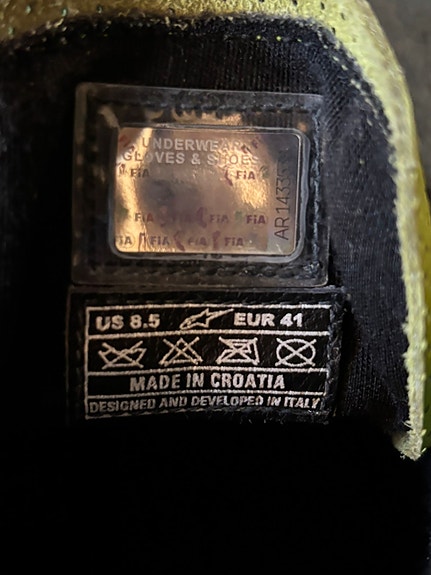 UNDERWEAR
GLOVES & SHOES
FiA
FiA FiA FiA
FiA FiA FiA FiA
US 8.5 EUR 41
MADE IN CROATIA
DESIGNED AND DEVELOPED IN ITALY